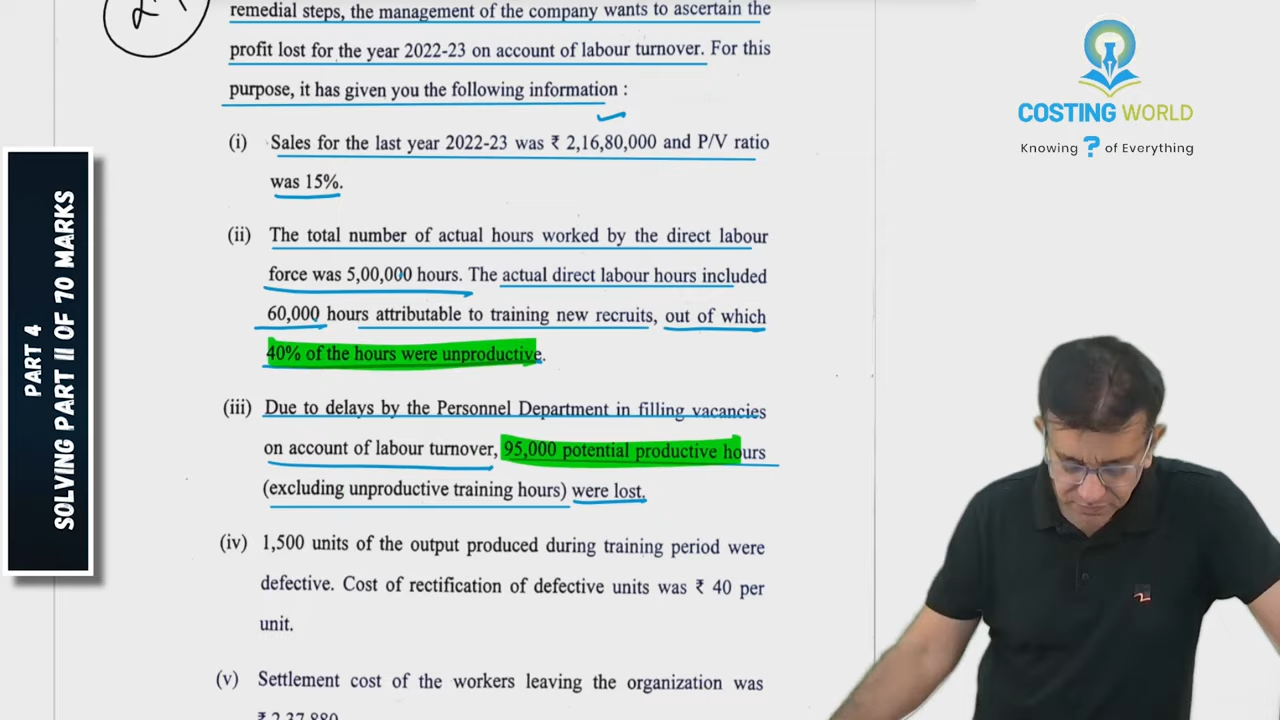 remedial steps, the management of the company wants to ascertain the
profit lost for the year 2022-23 on account of labour turnover. For this
purpose, it has given you the following information :
(i) Sales for the last year 2022-23 was ₹ 2,16,80,000 and P/V ratio
was 15%.
(ii) The total number of actual hours worked by the direct labour
force was 5,00,000 hours. The actual direct labour hours included
60,000 hours attributable to training new recruits, out of which
40% of the hours were unproductive.
(iii) Due to delays by the Personnel Department in filling vacancies
on account of labour turnover, 95,000 potential productive hours
(excluding unproductive training hours) were lost.
(iv) 1,500 units of the output produced during training period were
defective. Cost of rectification of defective units was ₹ 40 per
unit.
(v) Settlement cost of the workers leaving the organization was
₹ 2,37,880
PART 4
SOLVING PART II OF 70 MARKS
COSTING WORLD
Knowing ? of Everything